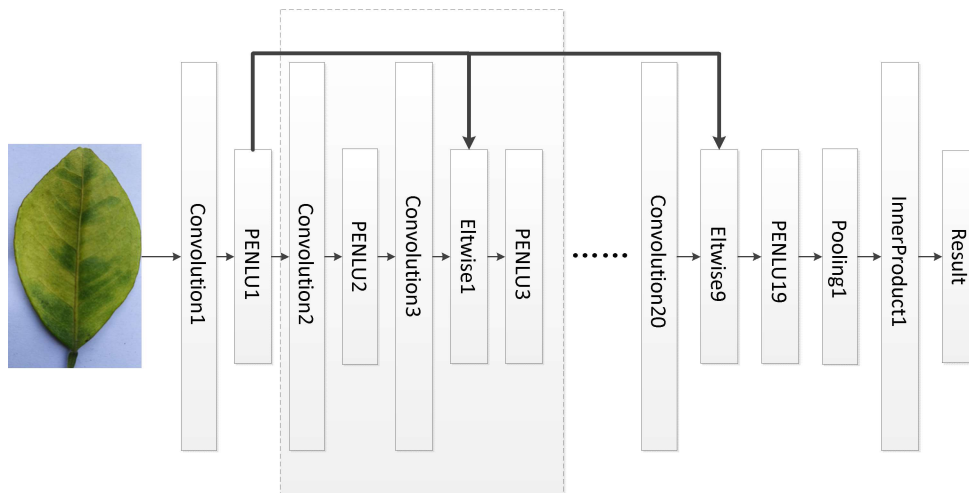 Convolution1
PENLU1
Convolution2
PENLU2
Convolution3
Eltwise1
PENLU3
......
Convolution20
Eltwise9
PENLU19
Pooling1
InnerProduct1
Result